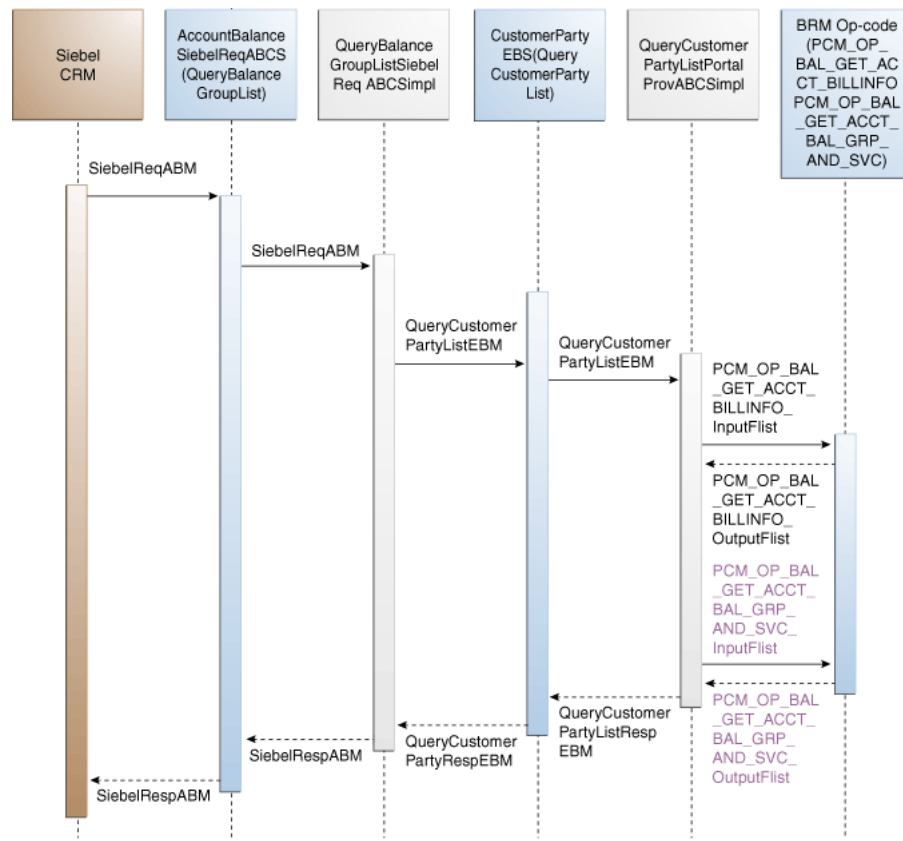 Siebel
CRM
AccountBalance
SiebelReqABCS
(QueryBalance
GroupList)
QueryBalance
GroupListSiebel
Req ABCSImpl
CustomerParty
EBS(Query
CustomerParty
List)
QueryCustomer
PartyListPortal
ProvABCSimpl
BRM Op-code
(PCM_OP_
BAL_GET_AC
CT_BILLINFO
PCM_OP_BAL
_GET_ACCT_
BAL_GRP_
AND_SVC)
SiebelReqABM
SiebelReqABM
QueryCustomer
PartyListEBM
QueryCustomer
PartyListEBM
PCM_OP_BAL
_GET_ACCT_
BILLINFO_
InputFlist
PCM_OP_BAL
_GET_ACCT_
BILLINFO_
OutputFlist
PCM_OP_BAL
_GET_ACCT_
BAL_GRP_
AND_SVC_
InputFlist
PCM_OP_BAL
_GET_ACCT_
BAL_GRP_
AND_SVC_
OutputFlist
QueryCustomer
PartyListResp
EBM
QueryCustomer
PartyRespEBM
SiebelRespABM
SiebelRespABM